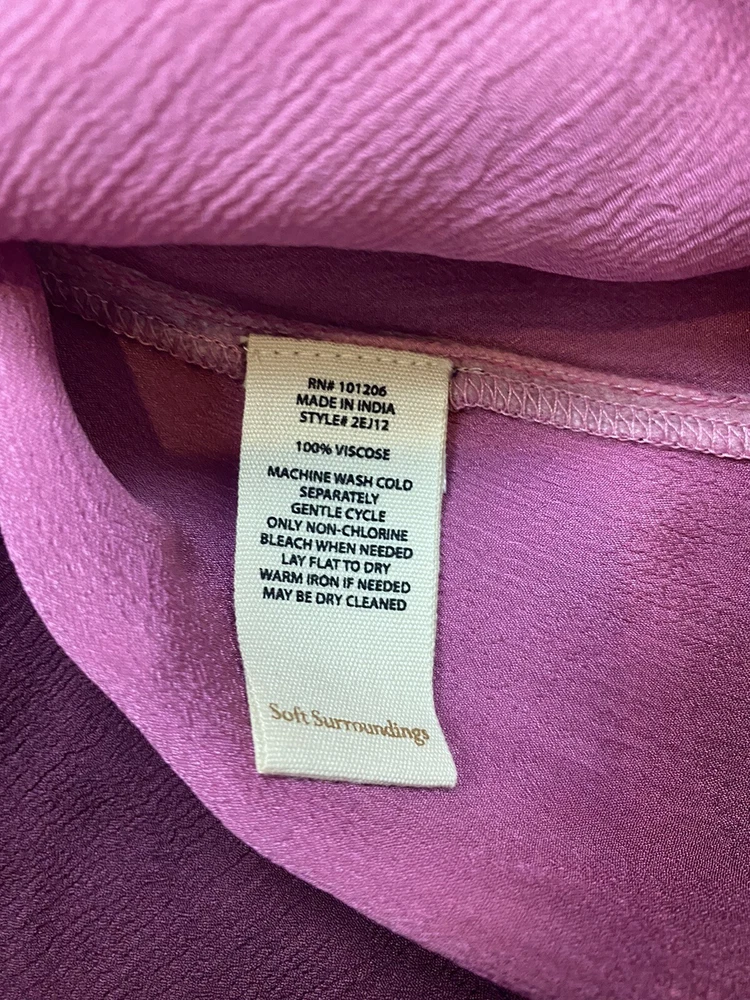 RN# 101206
MADE IN INDIA
STYLE# 2EJ12
100% VISCOSE
MACHINE WASH COLD
SEPARATELY
GENTLE CYCLE
ONLY NON-CHLORINE
BLEACH WHEN NEEDED
LAY FLAT TO DRY
WARM IRON IF NEEDED
MAY BE DRY CLEANED
Soft Surroundings